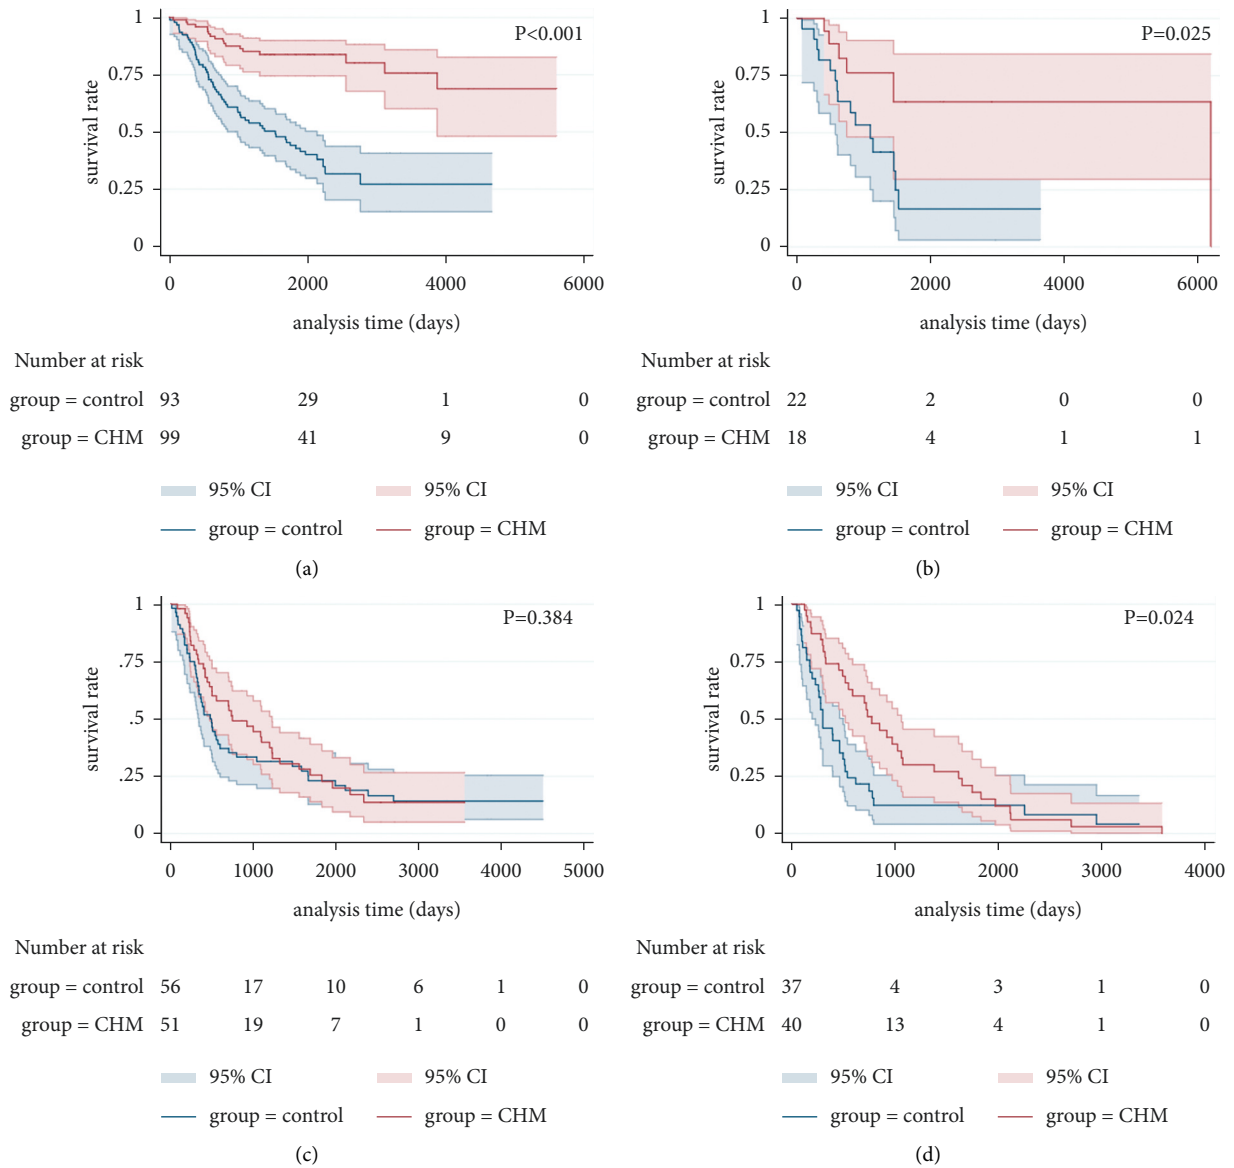 1
0.75
0.5
0.25
0
survival rate
P<0.001
0 2000 4000 6000
analysis time (days)
Number at risk
group = control 93 29 1 0
group = CHM 99 41 9 0
95% CI 95% CI
group = control group = CHM
(a)
1
0.75
0.5
0.25
0
survival rate
P=0.025
0 2000 4000 6000
analysis time (days)
Number at risk
group = control 22 2 0 0
group = CHM 18 4 1 1
95% CI 95% CI
group = control group = CHM
(b)
1
.75
.5
.25
0
survival rate
P=0.384
0 1000 2000 3000 4000 5000
analysis time (days)
Number at risk
group = control 56 17 10 6 1 0
group = CHM 51 19 7 1 0 0
95% CI 95% CI
group = control group = CHM
(c)
1
0.75
.5
0.25
0
survival rate
P=0.024
0 1000 2000 3000 4000
analysis time (days)
Number at risk
group = control 37 4 3 1 0
group = CHM 40 13 4 1 0
95% CI 95% CI
group = control group = CHM
(d)